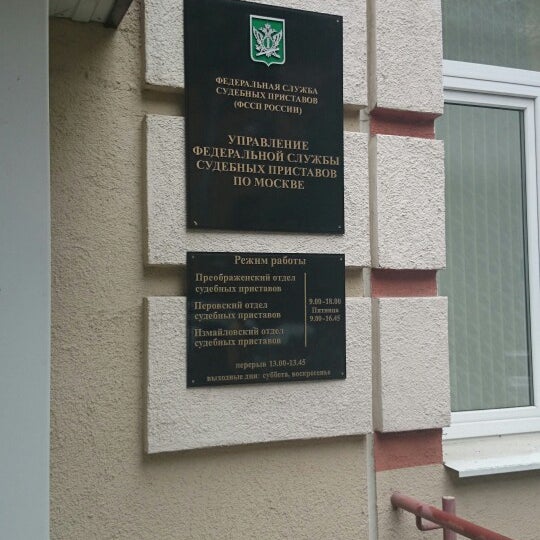 ФЕДЕРАЛЬНАЯ СЛУЖБА
СУДЕБНЫХ ПРИСТАВОВ
(ФССП РОССИИ)
УПРАВЛЕНИЕ
ФЕДЕРАЛЬНОЙ СЛУЖБЫ
СУДЕБНЫХ ПРИСТАВОВ
ПО МОСКВЕ
Режим работы
Преображенский отдел
судебных приставов
Перовский отдел
судебных приставов
Измайловский отдел
судебных приставов
9.00-18.00
Пятница
9.00-16.45
перерыв 13.00-13.45
выходные дни: суббота, воскресенье